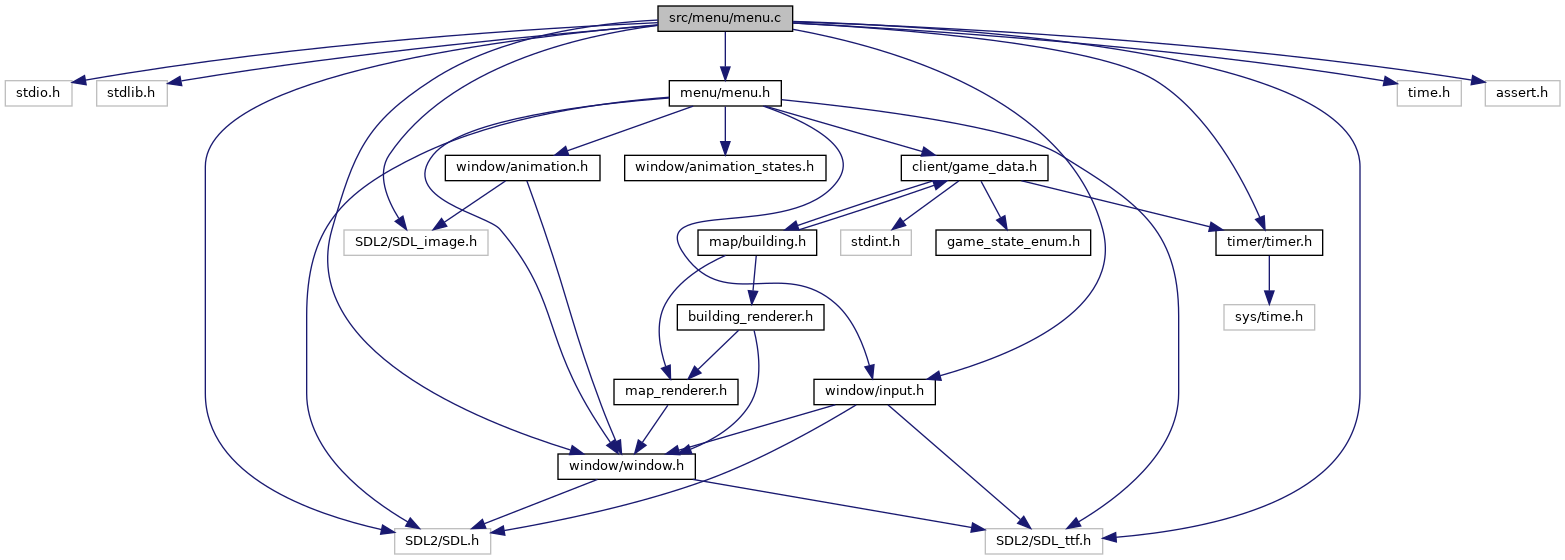 src/menu/menu.c
stdio.h
stdlib.h
menu/menu.h
time.h
assert.h
window/animation.h
window/animation_states.h
client/game_data.h
SDL2/SDL_image.h
map/building.h
stdint.h
game_state_enum.h
timer/timer.h
building_renderer.h
sys/time.h
map_renderer.h
window/input.h
window/window.h
SDL2/SDL.h
SDL2/SDL_ttf.h